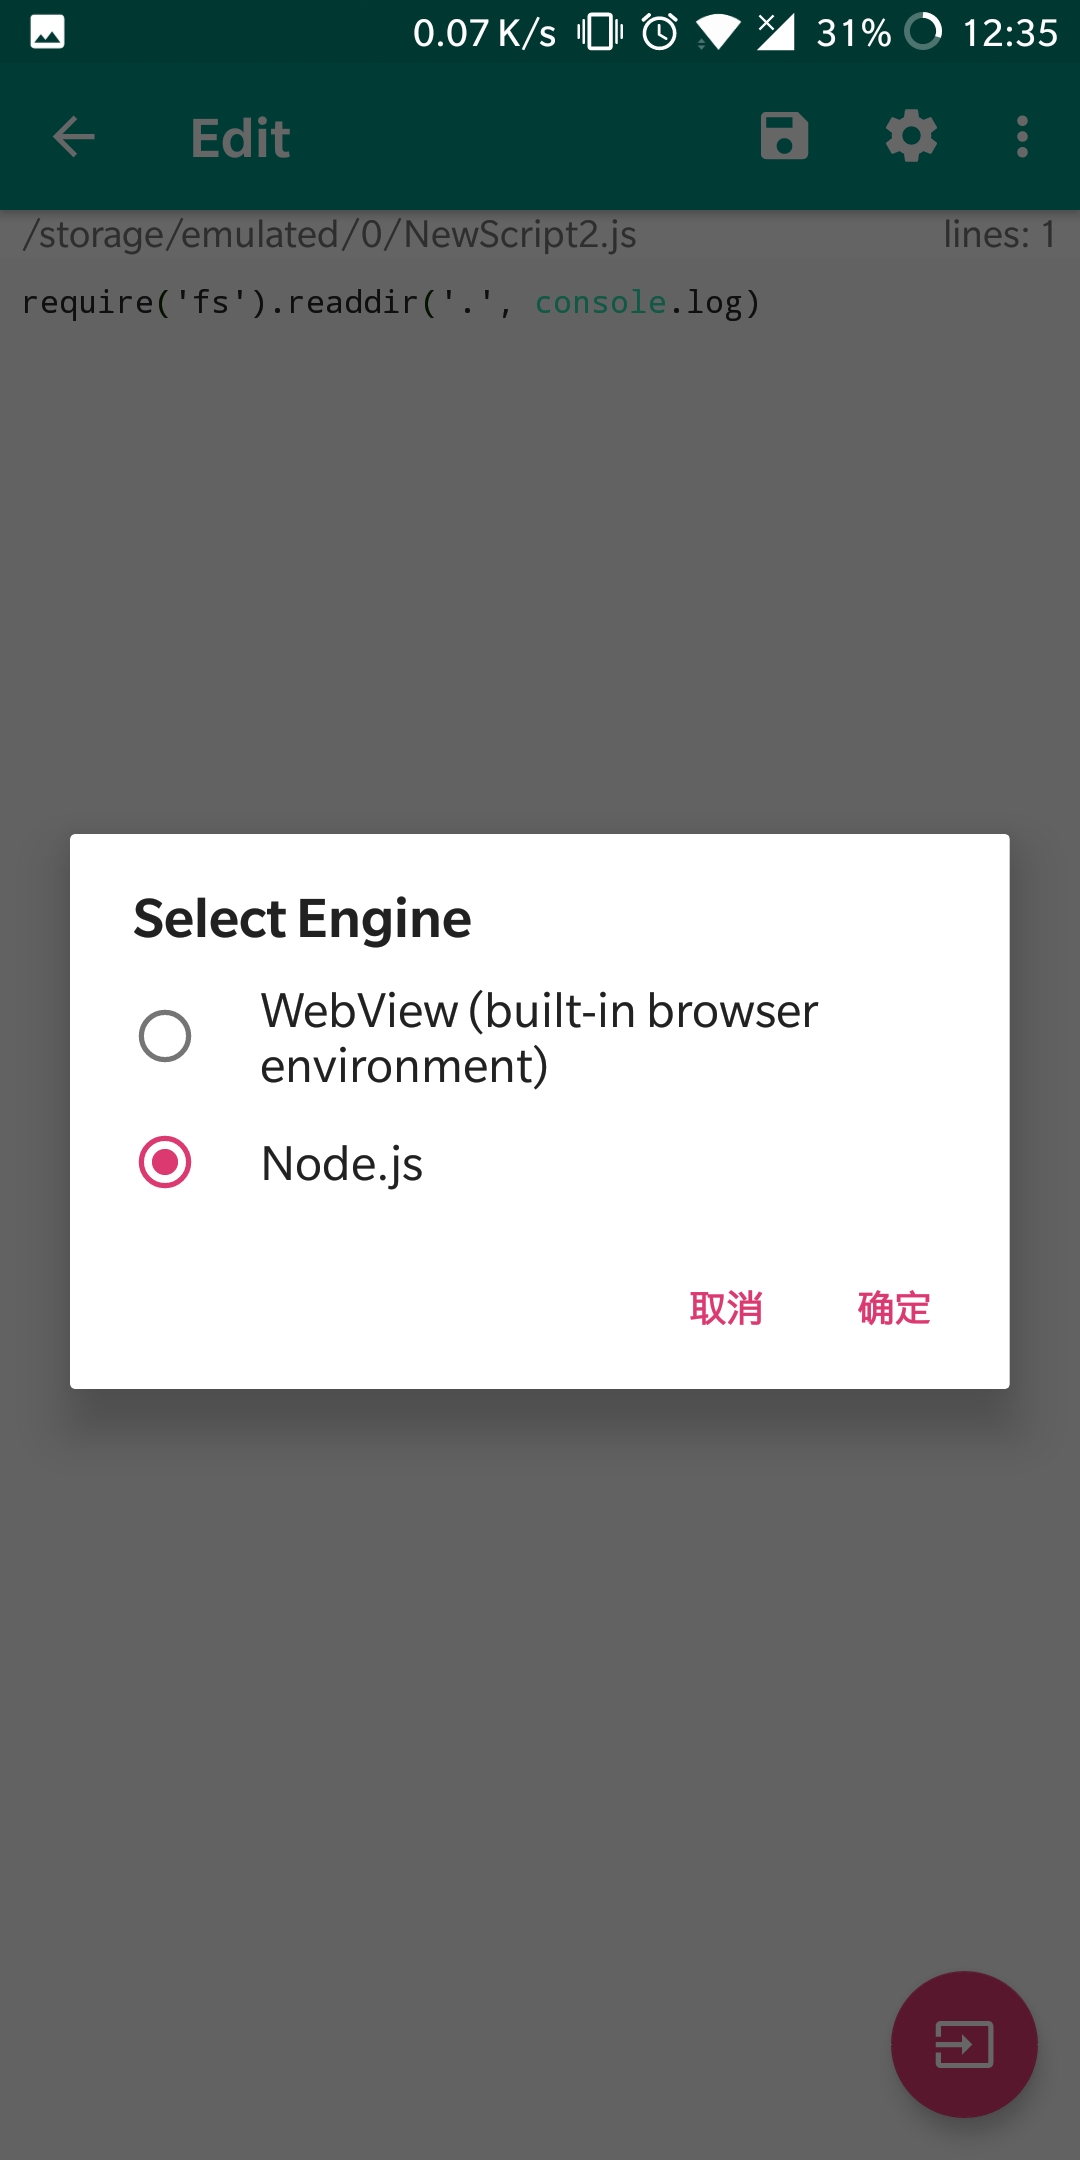 0.07 K/s 31% 12:35
Edit
/storage/emulated/0/NewScript2.js lines: 1
require('fs').readdir('.', console.log)
Select Engine
WebView (built-in browser
environment)
Node.js
取消 确定